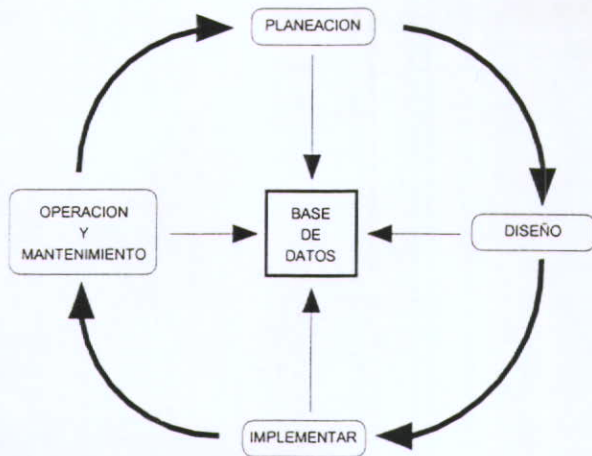 PLANEACION
OPERACION
Y
MANTENIMIENTO
BASE
DE
DATOS
DISEÑO
IMPLEMENTAR